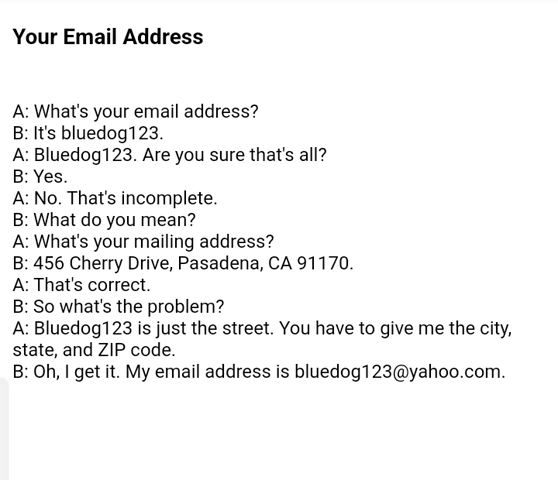 Your Email Address
A: What's your email address?
B: It's bluedog123.
A: Bluedog123. Are you sure that's all?
B: Yes.
A: No. That's incomplete.
B: What do you mean?
A: What's your mailing address?
B: 456 Cherry Drive, Pasadena, CA 91170.
A: That's correct.
B: So what's the problem?
A: Bluedog123 is just the street. You have to give me the city,
state, and ZIP code.
B: Oh, I get it. My email address is bluedog123@yahoo.com.